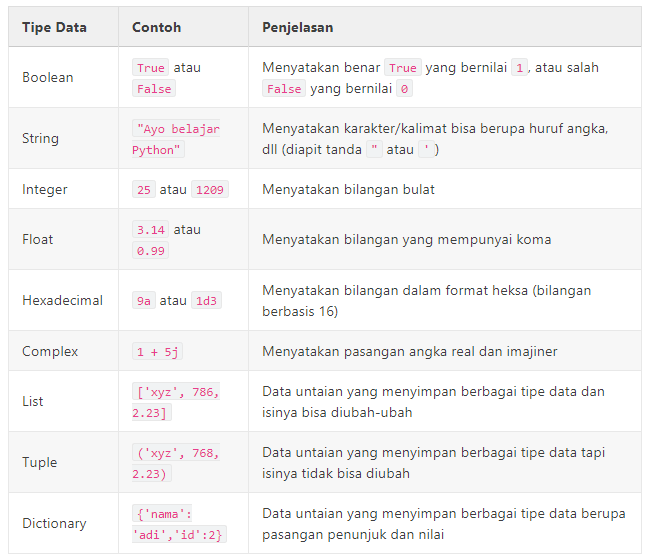 Tipe Data Contoh Penjelasan
Boolean
True atau
False
Menyatakan benar True yang bernilai 1 , atau salah
False yang bernilai 0
String
"Ayo belajar
Python"
Menyatakan karakter/kalimat bisa berupa huruf angka,
dll (diapit tanda " atau ' )
Integer 25 atau 1209 Menyatakan bilangan bulat
Float
3.14 atau
0.99
Menyatakan bilangan yang mempunyai koma
Hexadecimal 9a atau 1d3
Menyatakan bilangan dalam format heksa (bilangan
berbasis 16)
Complex 1 + 5j Menyatakan pasangan angka real dan imajiner
List
['xyz', 786,
2.23]
Data untaian yang menyimpan berbagai tipe data dan
isinya bisa diubah-ubah
Tuple
('xyz', 768,
2.23)
Data untaian yang menyimpan berbagai tipe data tapi
isinya tidak bisa diubah
Dictionary
{'nama':
'adi','id':2}
Data untaian yang menyimpan berbagai tipe data berupa
pasangan penunjuk dan nilai